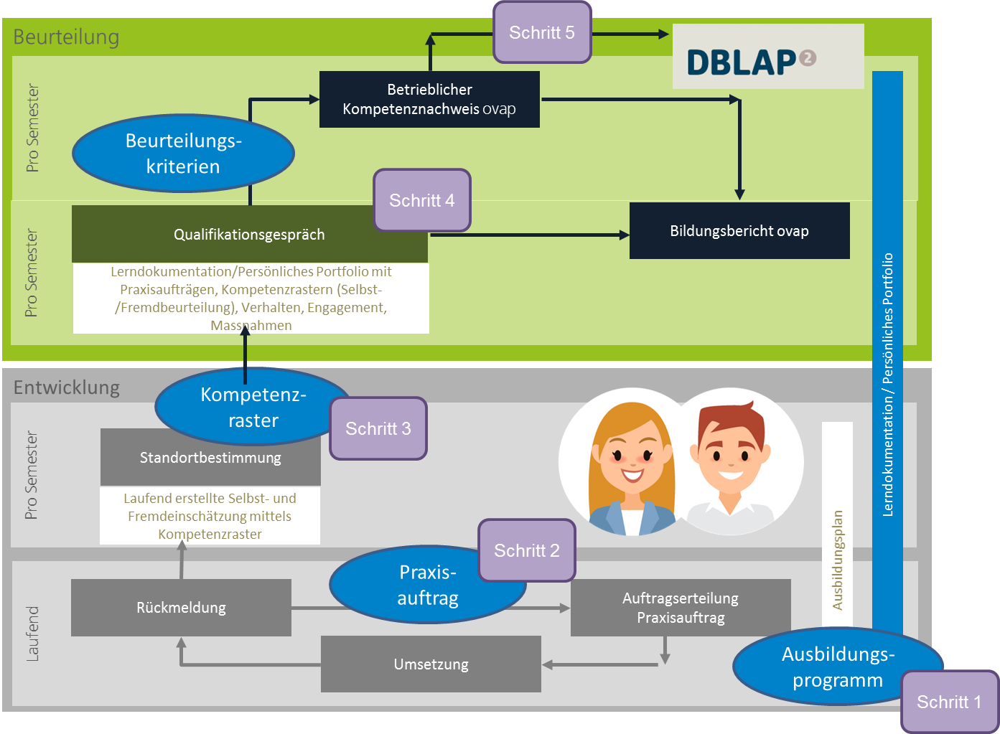 Beurteilung
Schritt 5
DBLAP2
Pro Semester
Betrieblicher
Kompetenznachweis ovap
Beurteilungs-
kriterien
Schritt 4
Pro Semester
Qualifikationsgespräch
Bildungsbericht ovap
Lerndokumentation/Persönliches Portfolio mit
Praxisaufträgen, Kompetenzrastern (Selbst-
/Fremdbeurteilung), Verhalten, Engagement,
Massnahmen
Lerndokumentation / Persönliches Portfolio
Entwicklung
Kompetenz-
raster
Schritt 3
Pro Semester
Standortbestimmung
Laufend erstellte Selbst- und
Fremdeinschätzung mittels
Kompetenzraster
Ausbildungsplan
Schritt 2
Praxis-
auftrag
Laufend
Rückmeldung
Auftragserteilung
Praxisauftrag
Umsetzung
Ausbildungs-
programm
Schritt 1